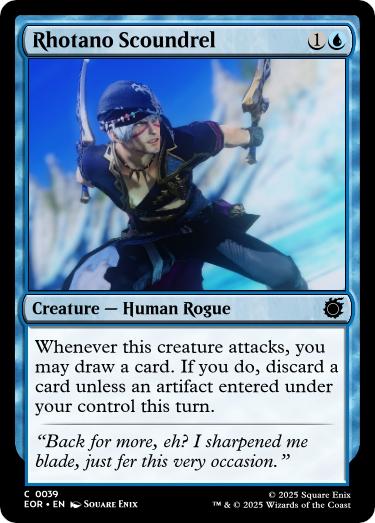 Rhotano Scoundrel 1
Creature — Human Rogue
Whenever this creature attacks, you
may draw a card. If you do, discard a
card unless an artifact entered under
your control this turn.
“Back for more, eh? I sharpened me
blade, just fer this very occasion.”
C 0039
EOR • EN SQUARE ENIX
© 2025 Square Enix
™ & © 2025 Wizards of the Coast